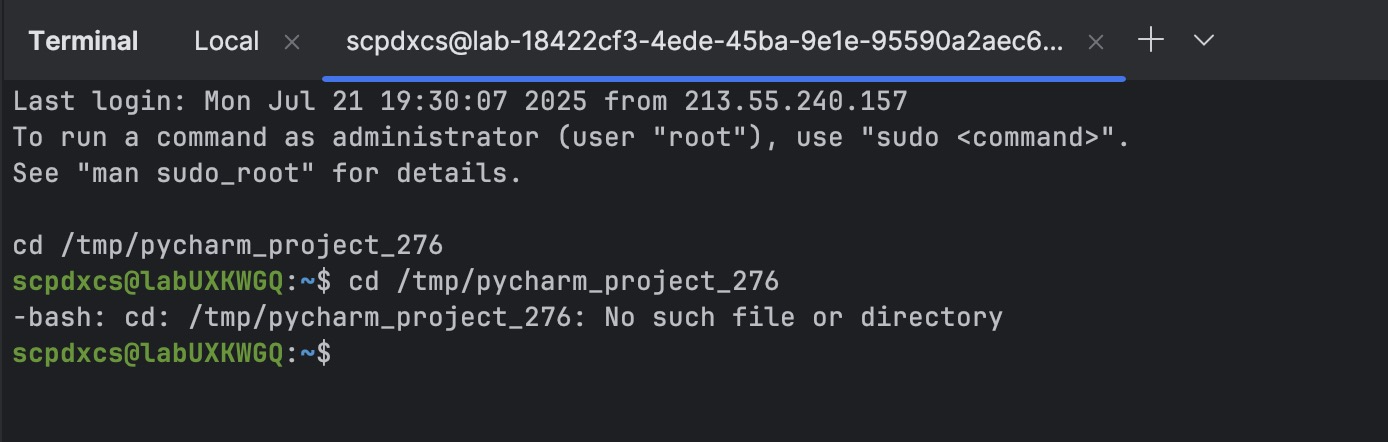 Terminal Local × scpdxcs@lab-18422cf3-4ede-45ba-9e1e-95590a2aec6... ×
Last login: Mon Jul 21 19:30:07 2025 from 213.55.240.157
To run a command as administrator (user "root"), use "sudo <command>".
See "man sudo_root" for details.
cd /tmp/pycharm_project_276
scpdxcs@labUXKWGQ:~$ cd /tmp/pycharm_project_276
-bash: cd: /tmp/pycharm_project_276: No such file or directory
scpdxcs@labUXKWGQ:~$